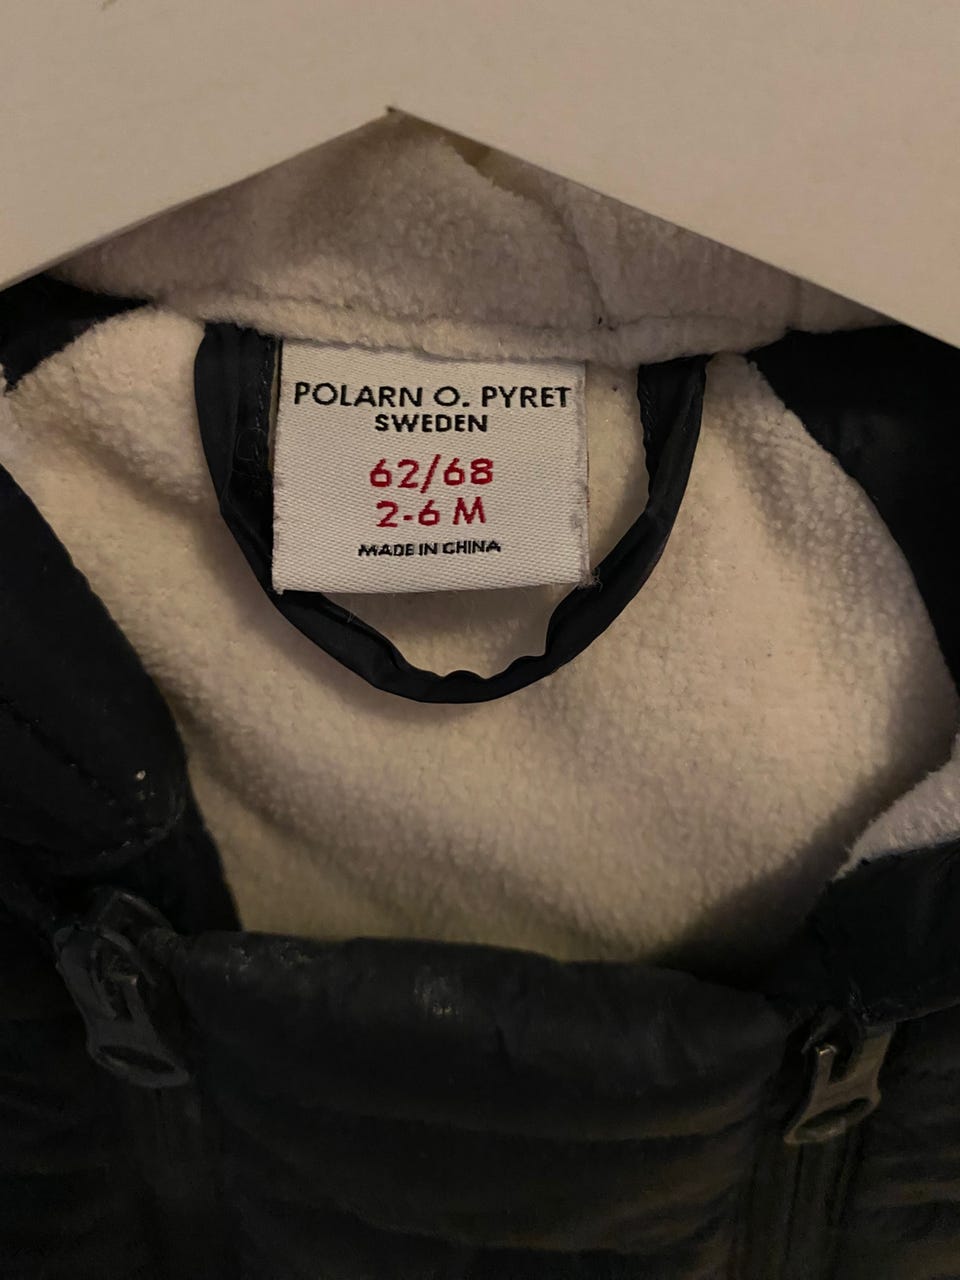 POLARN O. PYRET
SWEDEN
62/68
2-6 M
MADE IN CHINA